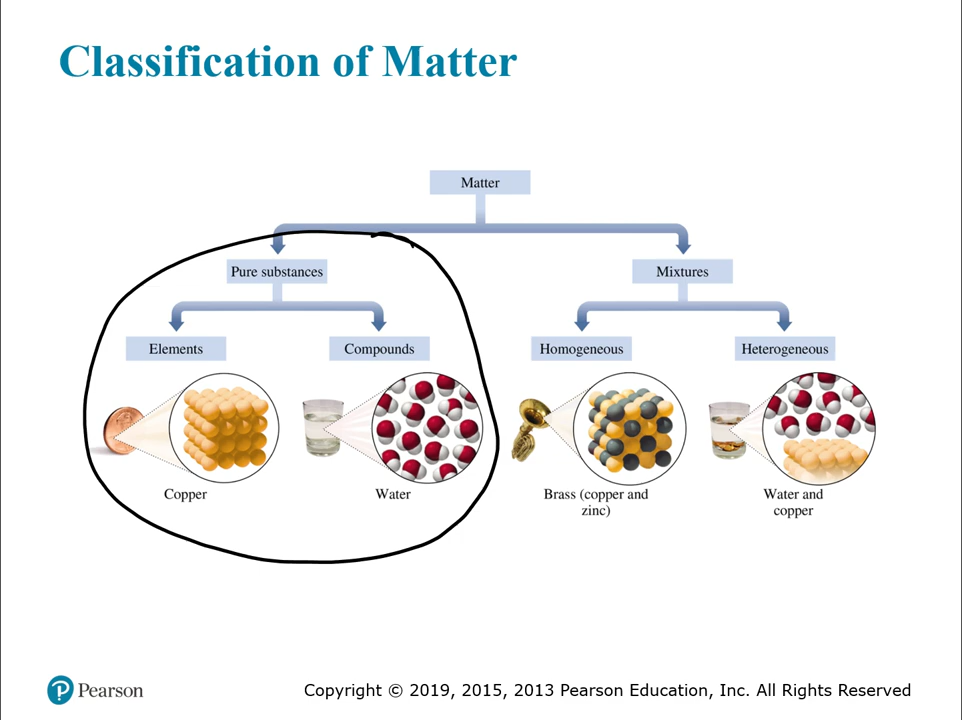 Classification of Matter
Matter
Pure substances
Mixtures
Elements
Compounds
Homogeneous
Heterogeneous
Copper
Water
Brass (copper and
zinc)
Water and
copper
Pearson
Copyright © 2019, 2015, 2013 Pearson Education, Inc. All Rights Reserved